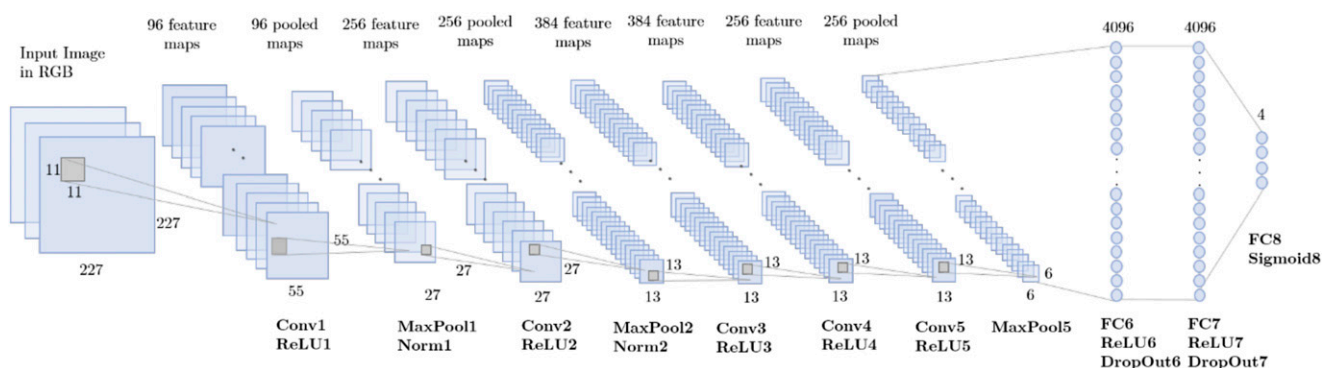 Input Image
in RGB
96 feature
maps
96 pooled
maps
256 feature
maps
256 pooled
maps
384 feature
maps
384 feature
maps
256 feature
maps
256 pooled
maps
4096
4096
4
11
11
227
227
55
55
27
27
27
27
13
13
13
13
13
13
13
13
6
6
Conv1
ReLU1
MaxPool1
Norm1
Conv2
ReLU2
MaxPool2
Norm2
Conv3
ReLU3
Conv4
ReLU4
Conv5
ReLU5
MaxPool5
FC6
ReLU6
DropOut6
FC7
ReLU7
DropOut7
FC8
Sigmoid8